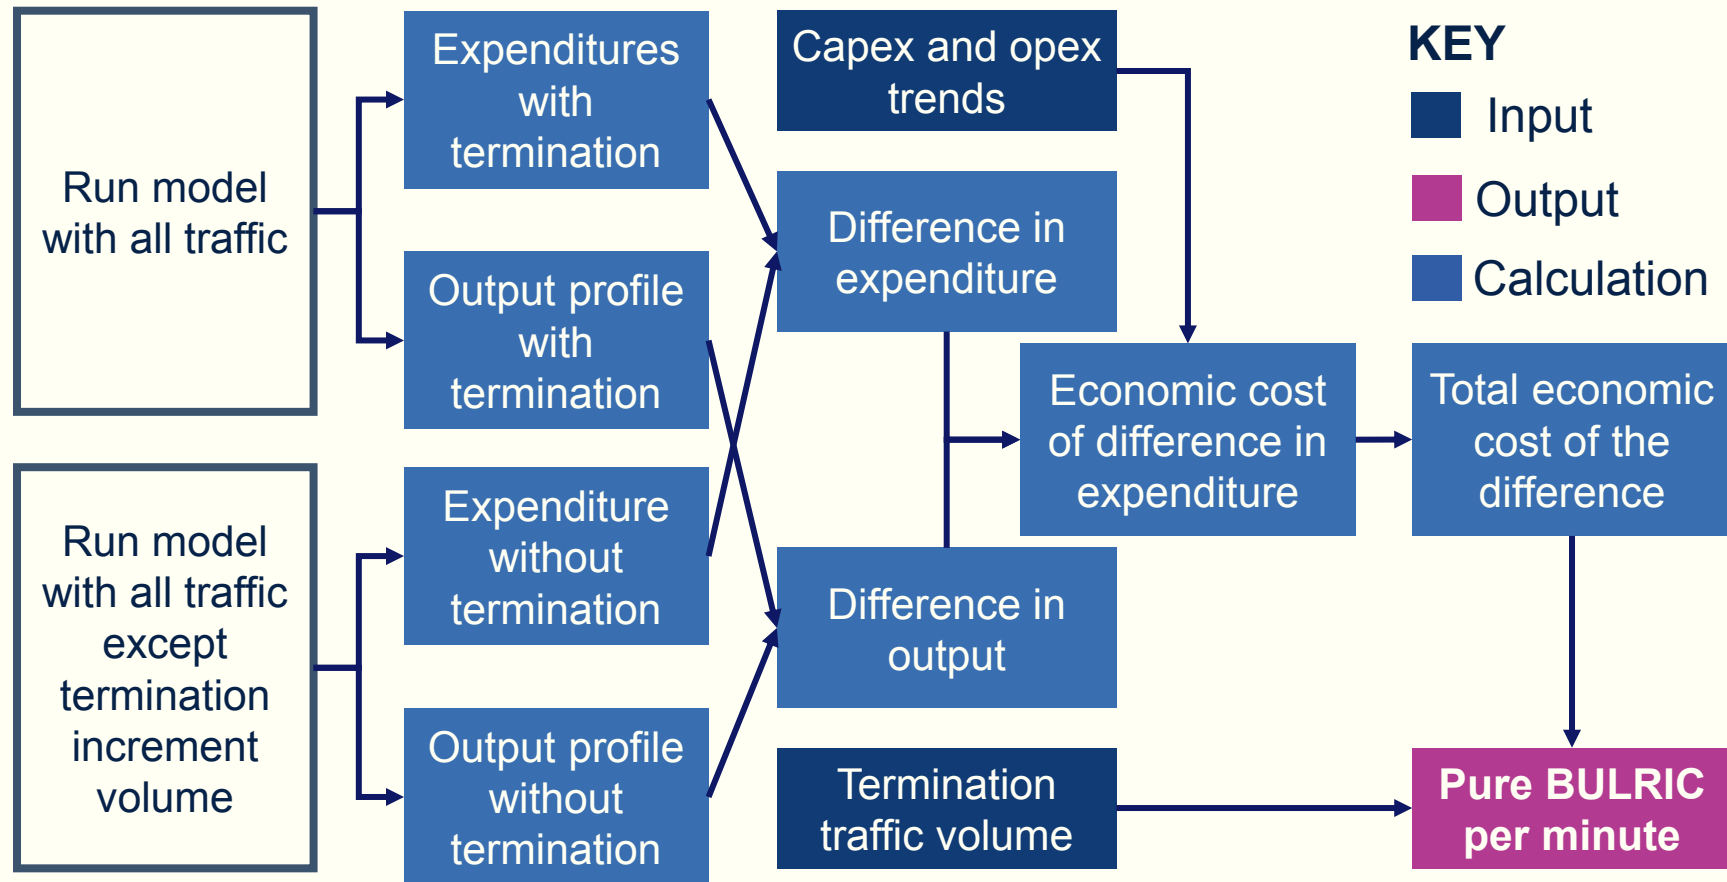 Run model
with all traffic
Expenditures
with
termination
Output profile
with
termination
Run model
with all traffic
except
termination
increment
volume
Expenditure
without
termination
Output profile
without
termination
Capex and opex
trends
Difference in
expenditure
Difference in
output
Termination
traffic volume
Economic cost
of difference in
expenditure
Total economic
cost of the
difference
Pure BULRIC
per minute
KEY
Input
Output
Calculation